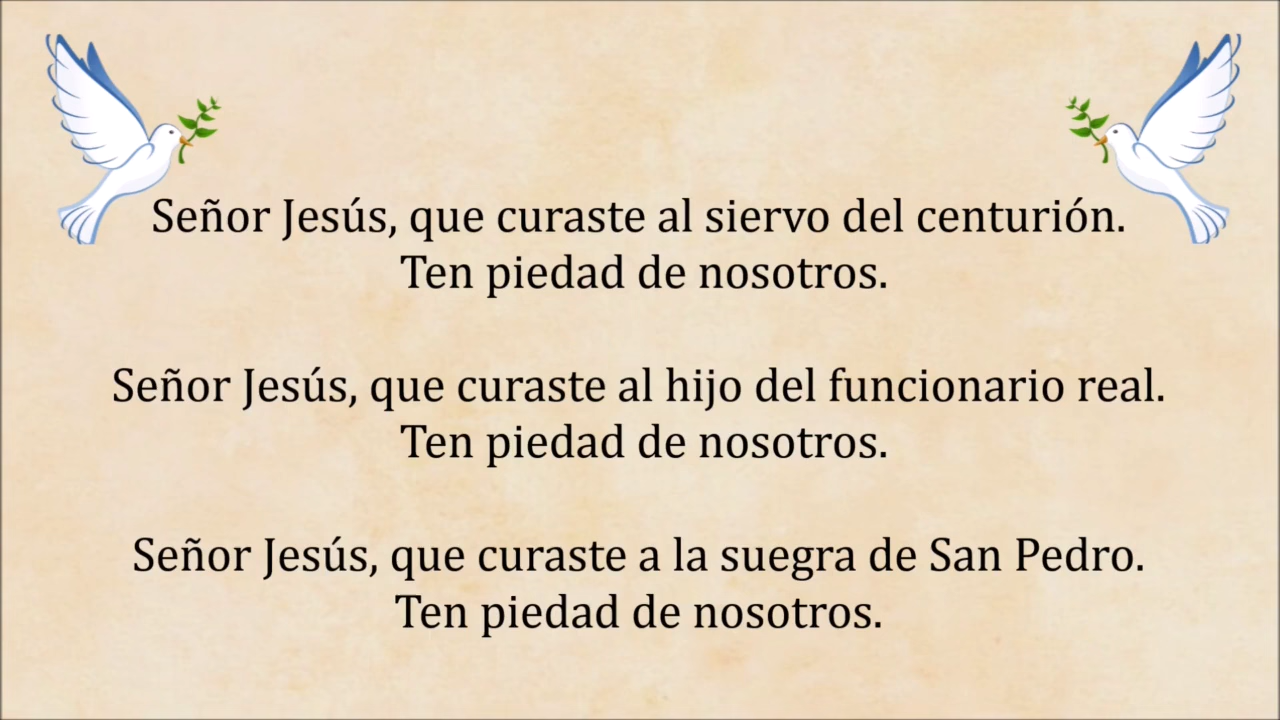 Señor Jesús, que curaste al siervo del centurión.
Ten piedad de nosotros.
Señor Jesús, que curaste al hijo del funcionario real.
Ten piedad de nosotros.
Señor Jesús, que curaste a la suegra de San Pedro.
Ten piedad de nosotros.